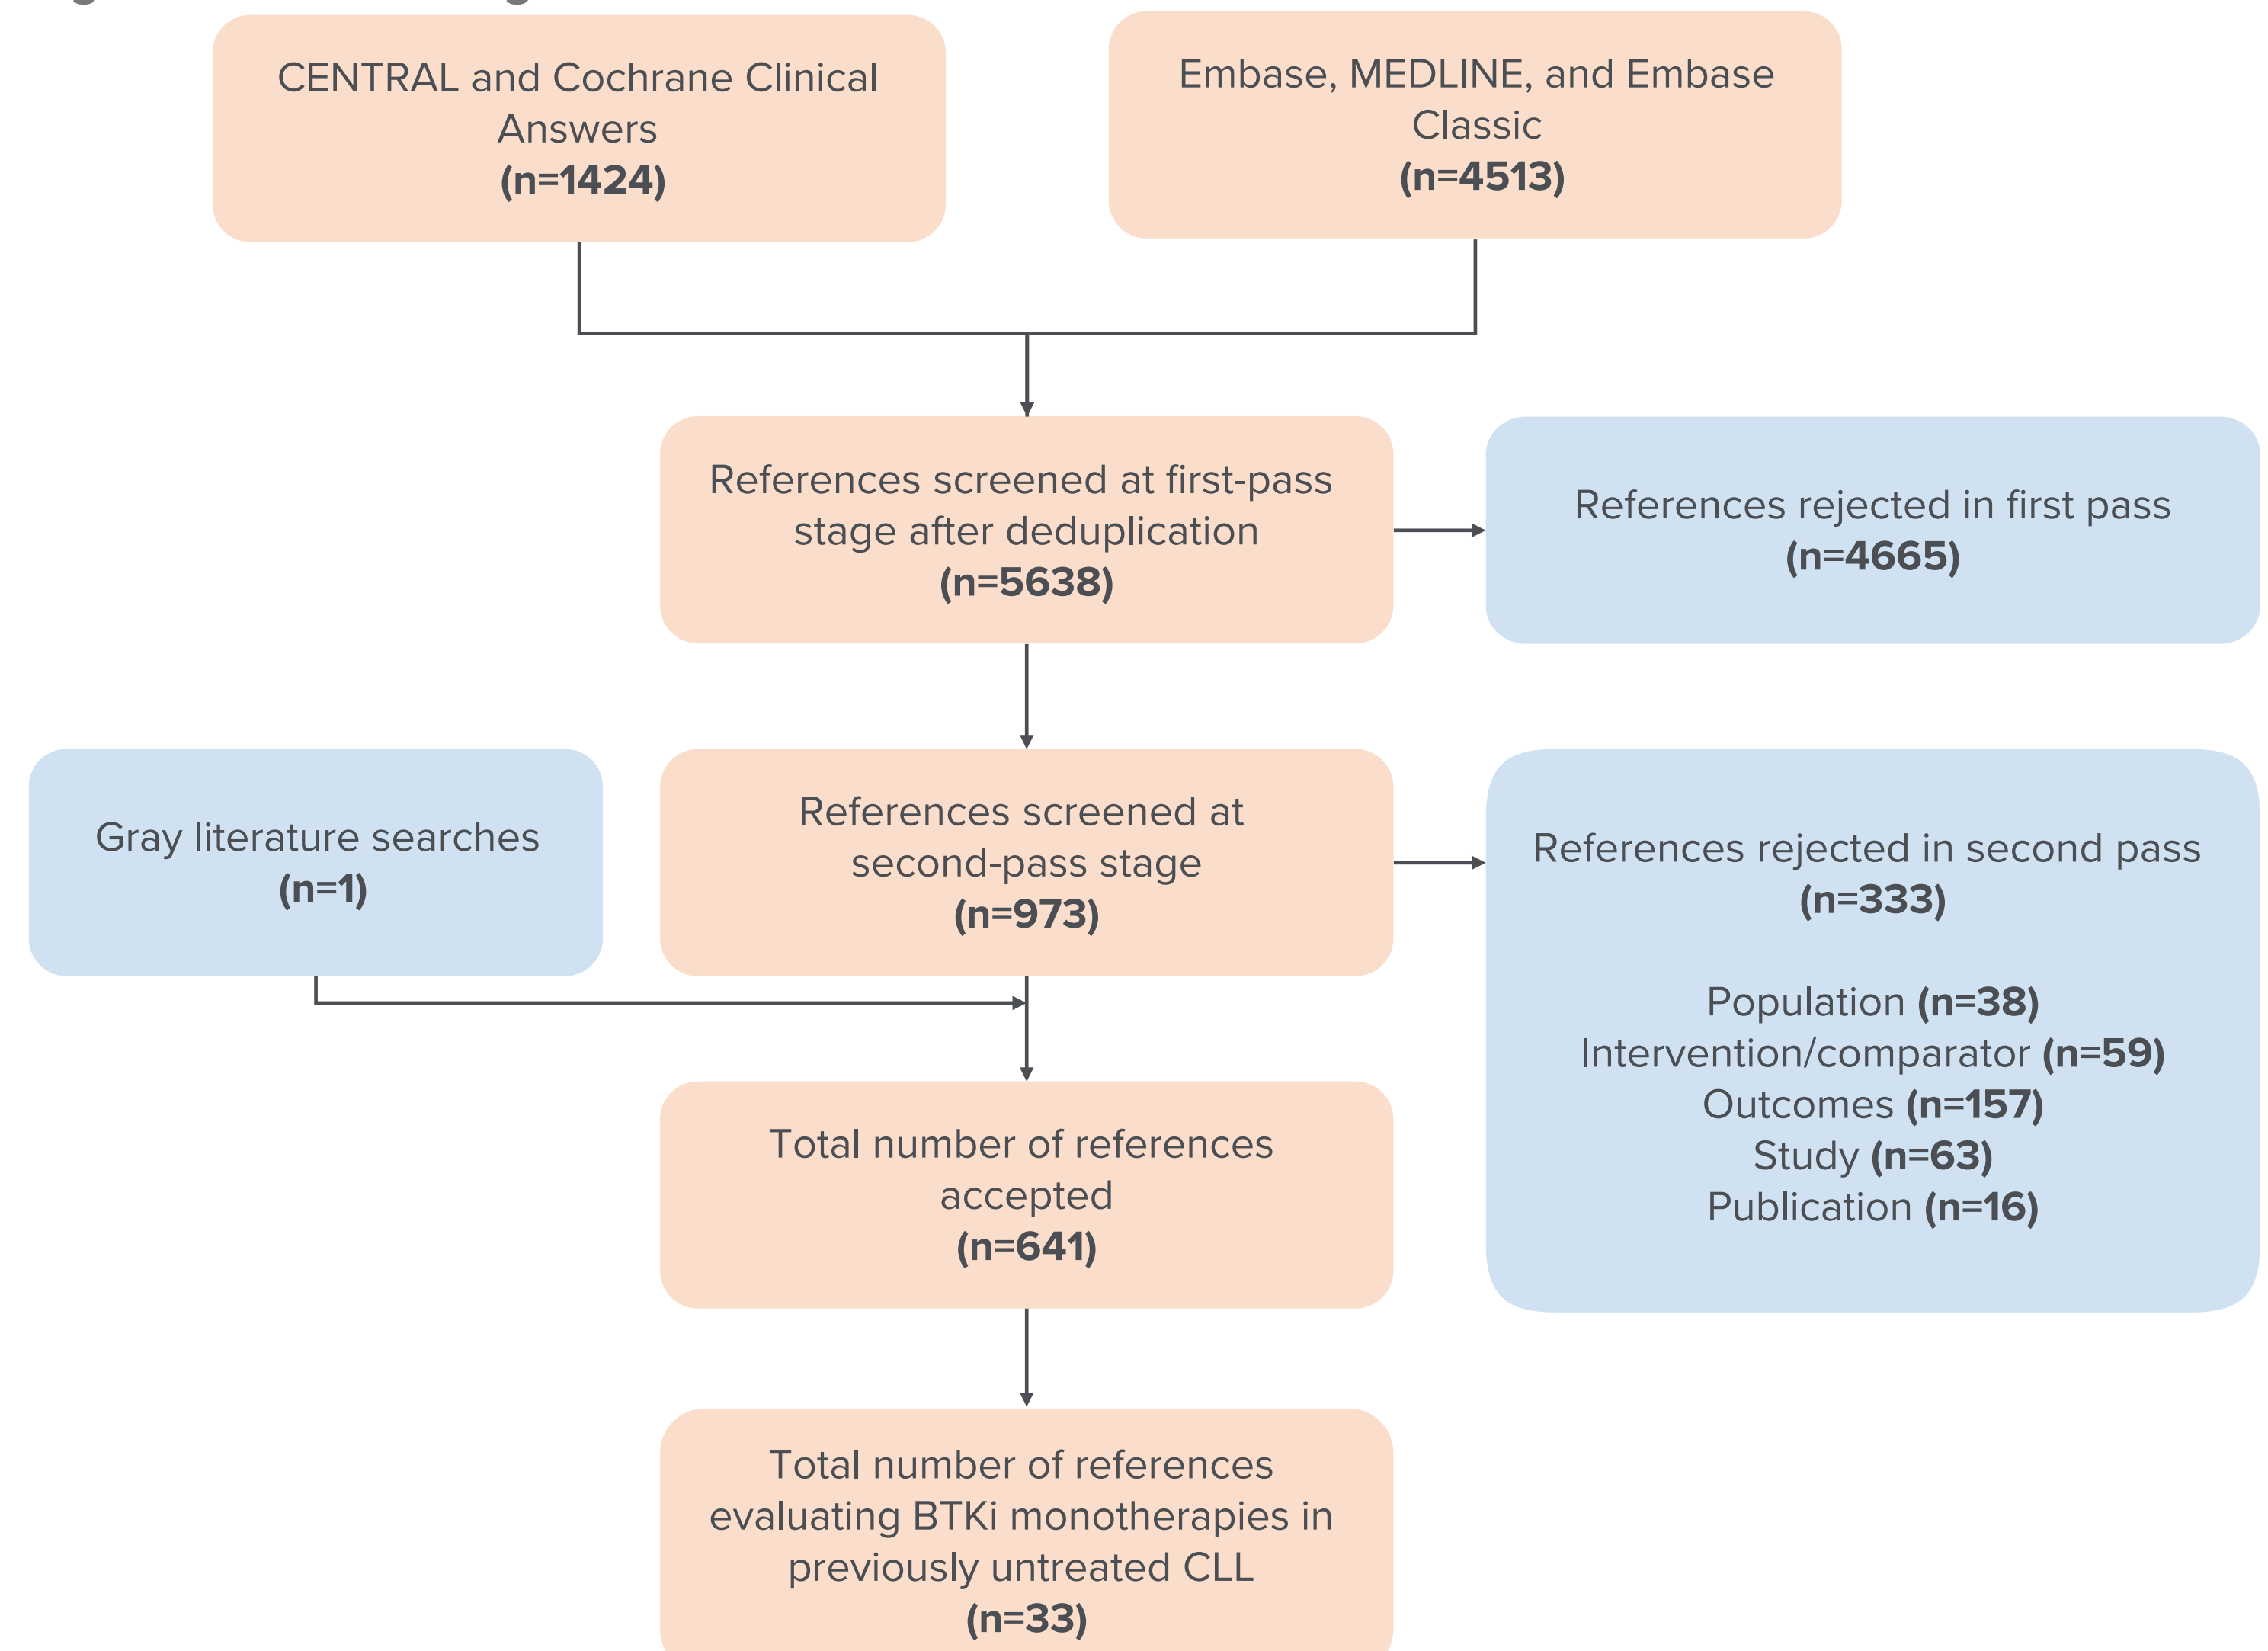 CENTRAL and Cochrane Clinical
Answers
(n=1424)
Embase, MEDLINE, and Embase
Classic
(n=4513)
References screened at first-pass
stage after deduplication
(n=5638)
References rejected in first pass
(n=4665)
Gray literature searches
(n=1)
References screened at
second-pass stage
(n=973)
References rejected in second pass
(n=333)
Population (n=38)
Intervention/comparator (n=59)
Outcomes (n=157)
Study (n=63)
Publication (n=16)
Total number of references
accepted
(n=641)
Total number of references
evaluating BTKi monotherapies in
previously untreated CLL
(n=33)